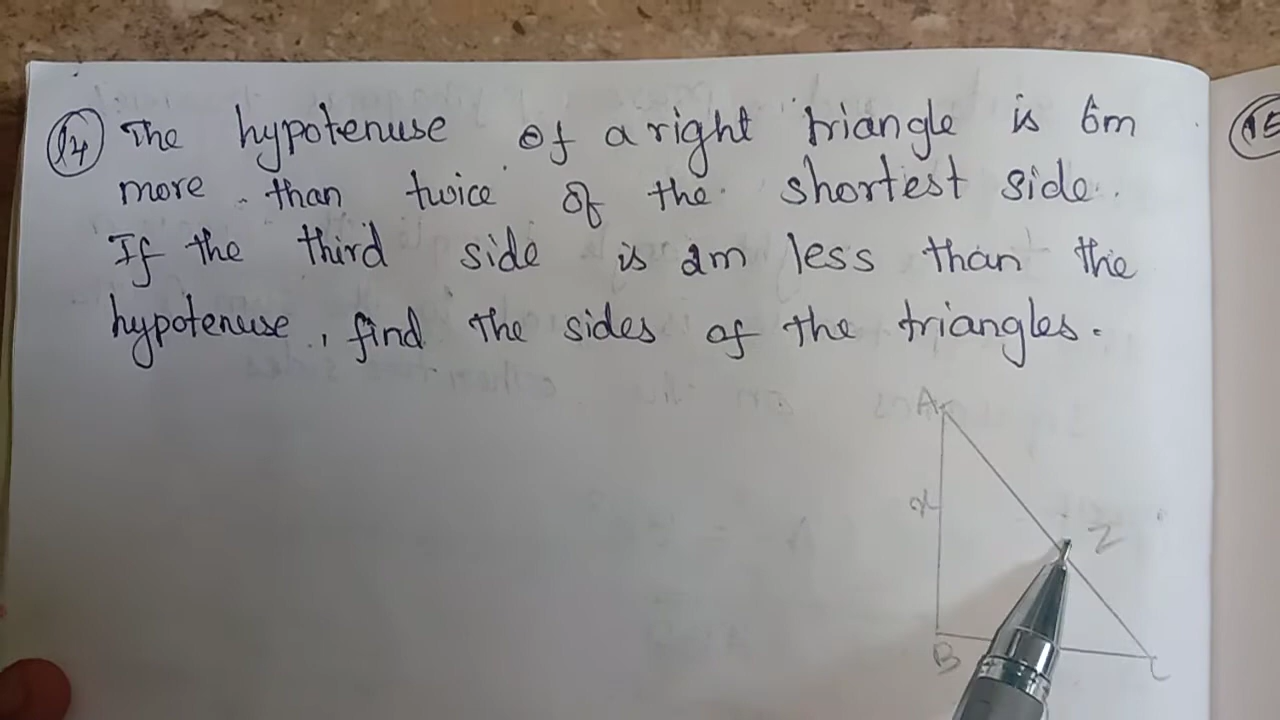 14 The hypotenuse of a right triangle is 6m
more than twice of the shortest side.
If the third side is 2m less than the
hypotenuse, find the sides of the triangles.
A
x
Z
B
C
15